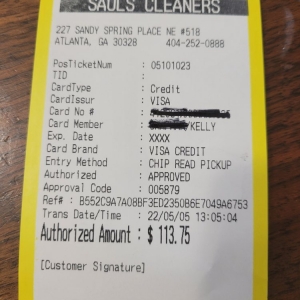 SAUL'S CLEANERS
227 SANDY SPRING PLACE NE #518
ATLANTA, GA 30328 404-252-0888
PosTicketNum : 05101023
TID :
CardType : Credit
CardIssur : VISA
Card No # :
Card Member : /KELLY
Exp. Date : XXXX
Card Brand : VISA CREDIT
Entry Method : CHIP READ PICKUP
Authorized : APPROVED
Approval Code : 005879
Ref# : B552C9A7A08BF3ED2350B6E7049A6753
Trans Date/Time : 22/05/05 13:05:04
Authorized Amount : $ 113.75
[Customer Signature]